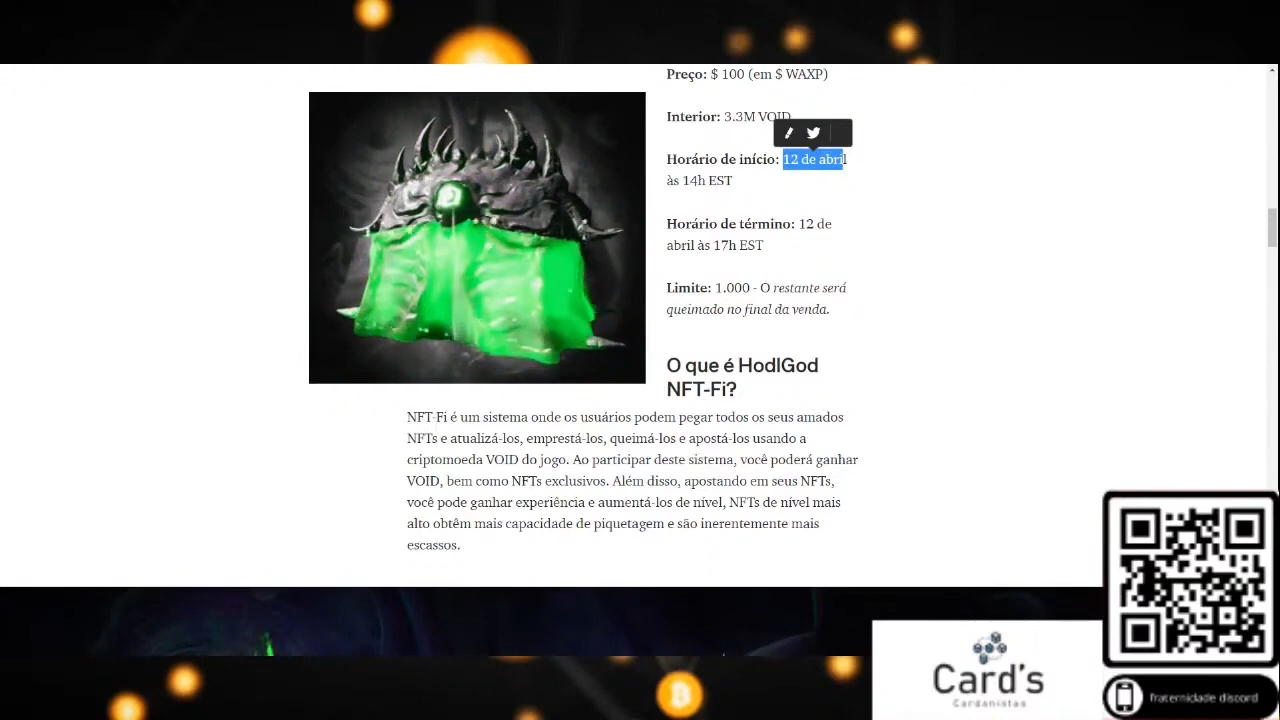 Preço: $ 100 (em $ WAXP)
Interior: 3.3M VOID
Horário de início: 12 de abril
às 14h EST
Horário de término: 12 de
abril às 17h EST
Limite: 1.000 - O restante será
queimado no final da venda.
O que é HodlGod
NFT-Fi?
NFT-Fi é um sistema onde os usuários podem pegar todos os seus amados
NFTs e atualizá-los, emprestá-los, queimá-los e apostá-los usando a
criptomoeda VOID do jogo. Ao participar deste sistema, você poderá ganhar
VOID, bem como NFTs exclusivos. Além disso, apostando em seus NFTs,
você pode ganhar experiência e aumentá-los de nível, NFTs de nível mais
alto obtêm mais capacidade de piquetagem e são inerentemente mais
escassos.
Card's
Cardanistas
fraternidade discord